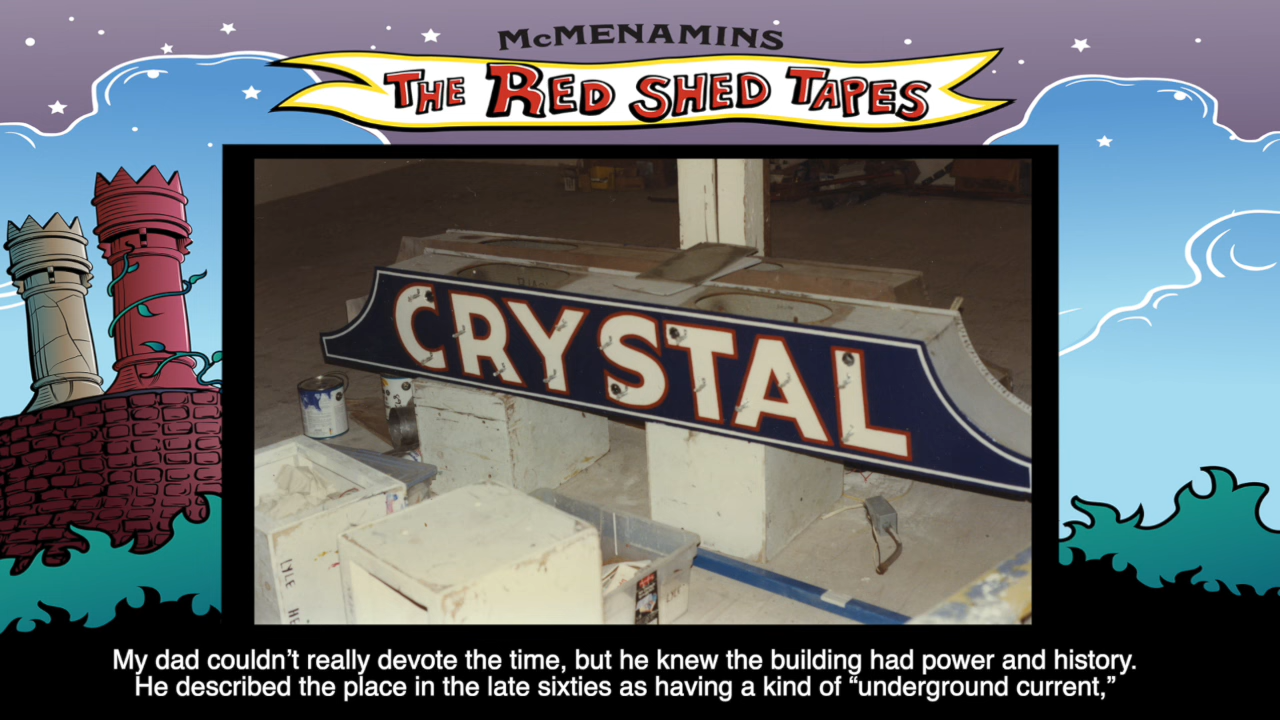 McMENAMINS
THE RED SHED TAPES
CRYSTAL
LYLE
My dad couldn’t really devote the time, but he knew the building had power and history.
He described the place in the late sixties as having a kind of “underground current,”